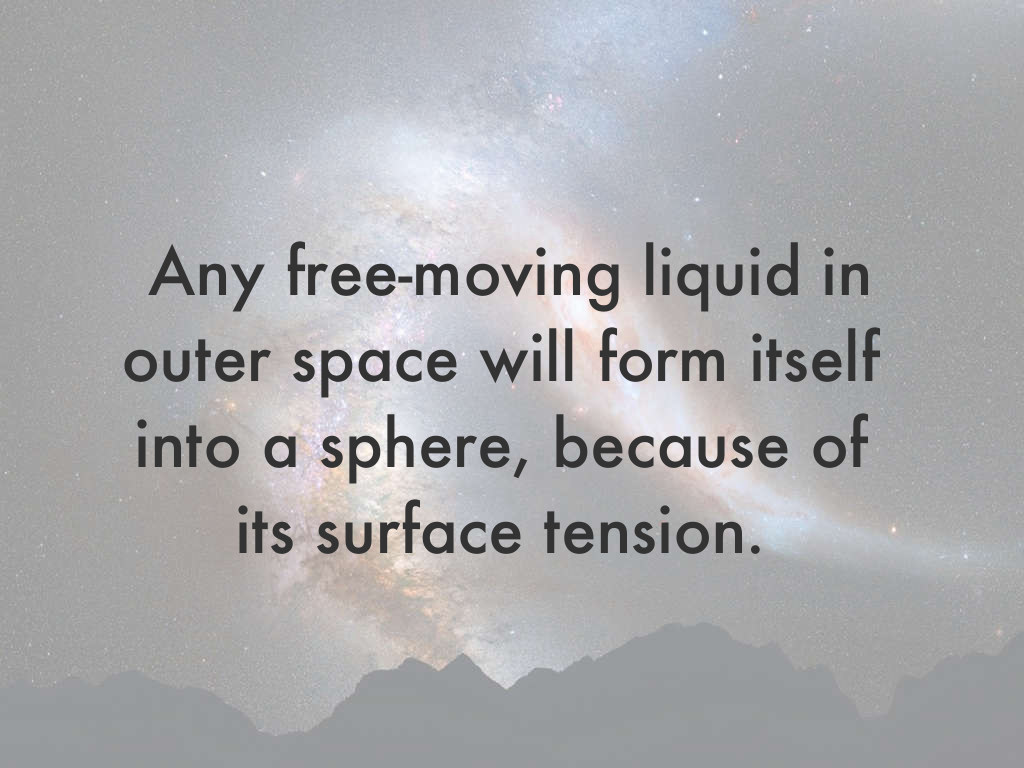 Any free-moving liquid in
outer space will form itself
into a sphere, because of
its surface tension.